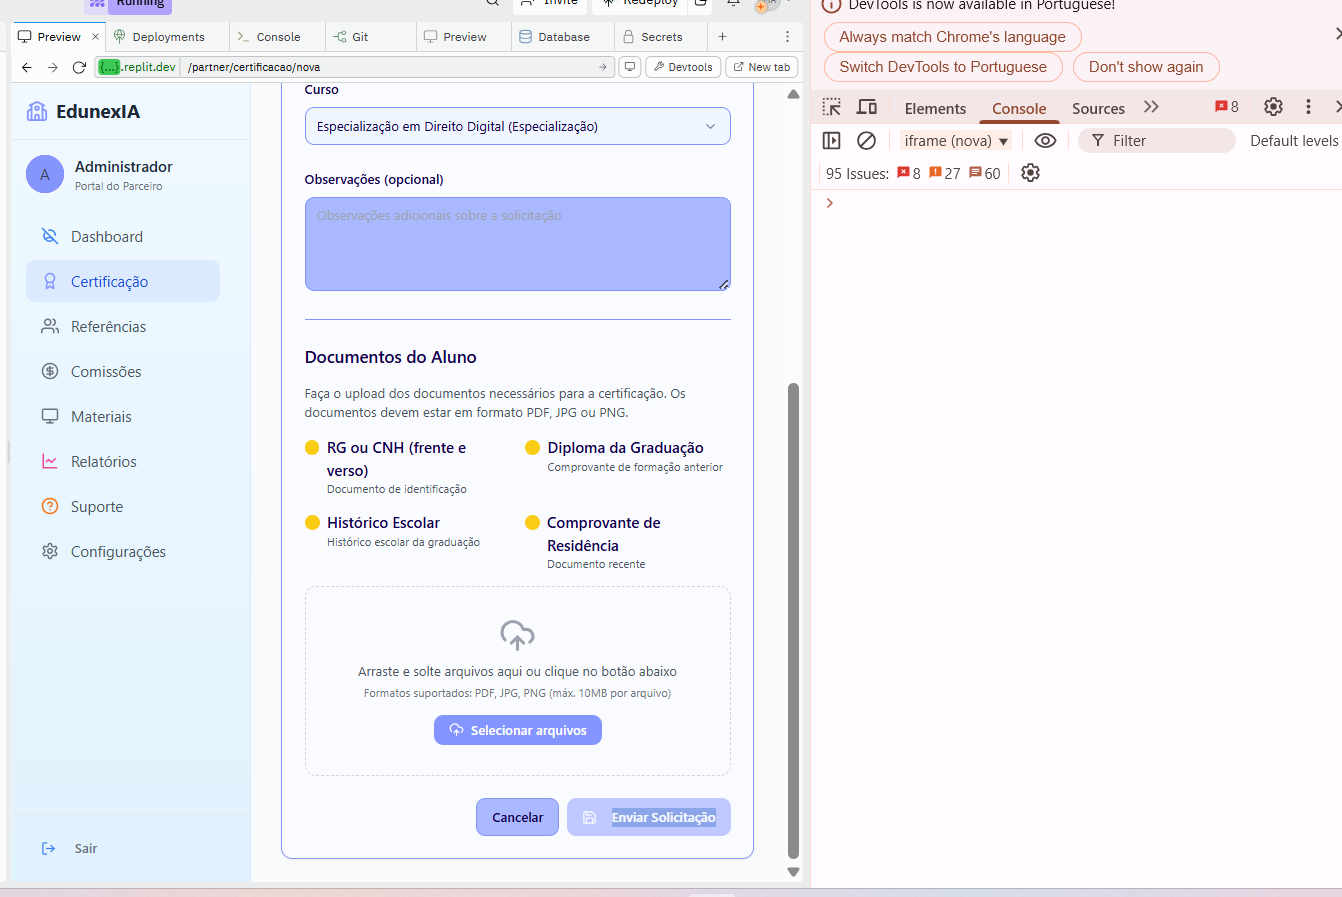 Running
Invite
Redeploy
Preview
Deployments
Console
Git
Preview
Database
Secrets
{...}.replit.dev /partner/certificacao/nova
Devtools
New tab
EdunexIA
A
Administrador
Portal do Parceiro
Dashboard
Certificação
Referências
Comissões
Materiais
Relatórios
Suporte
Configurações
Sair
Curso
Especialização em Direito Digital (Especialização)
Observações (opcional)
Observações adicionais sobre a solicitação
Documentos do Aluno
Faça o upload dos documentos necessários para a certificação. Os
documentos devem estar em formato PDF, JPG ou PNG.
RG ou CNH (frente e
verso)
Documento de identificação
Diploma da Graduação
Comprovante de formação anterior
Histórico Escolar
Histórico escolar da graduação
Comprovante de
Residência
Documento recente
Arraste e solte arquivos aqui ou clique no botão abaixo
Formatos suportados: PDF, JPG, PNG (máx. 10MB por arquivo)
Selecionar arquivos
Cancelar
Enviar Solicitação
DevTools is now available in Portuguese!
Always match Chrome's language
Switch DevTools to Portuguese
Don't show again
Elements
Console
Sources
8
iframe (nova)
Filter
Default levels
95 Issues: 8 27 60